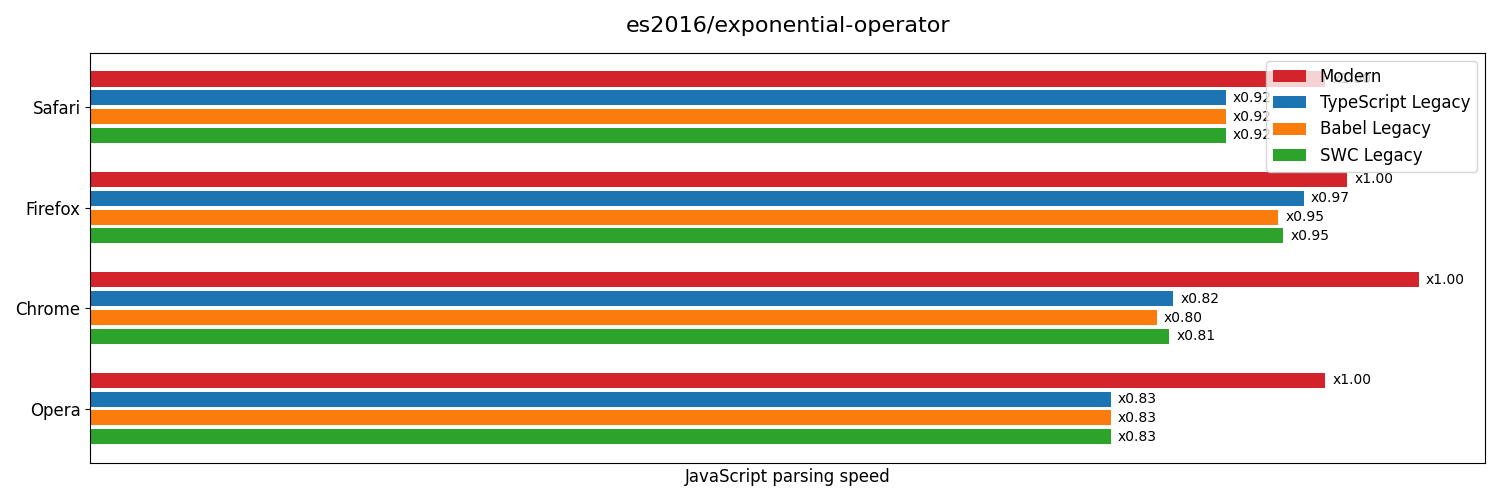 es2016/exponential-operator
Modern
TypeScript Legacy
Babel Legacy
SWC Legacy
Safari
x0.92
x0.92
x0.92
Firefox
x1.00
x0.97
x0.95
x0.95
Chrome
x1.00
x0.82
x0.80
x0.81
Opera
x1.00
x0.83
x0.83
x0.83
JavaScript parsing speed